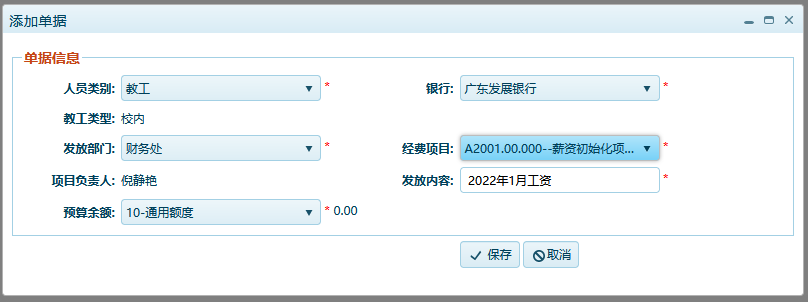 添加单据
单据信息
人员类别: 教工 * 银行: 广东发展银行 *
教工类型: 校内
发放部门: 财务处 * 经费项目: A2001.00.000--薪资初始化项... *
项目负责人: 倪静艳 发放内容: 2022年1月工资 *
预算余额: 10-通用额度 * 0.00
保存 取消